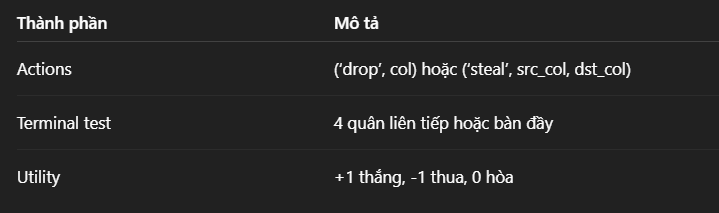 Thành phần Mô tả
Actions (‘drop’, col) hoặc (‘steal’, src_col, dst_col)
Terminal test 4 quân liên tiếp hoặc bàn đầy
Utility +1 thắng, -1 thua, 0 hòa